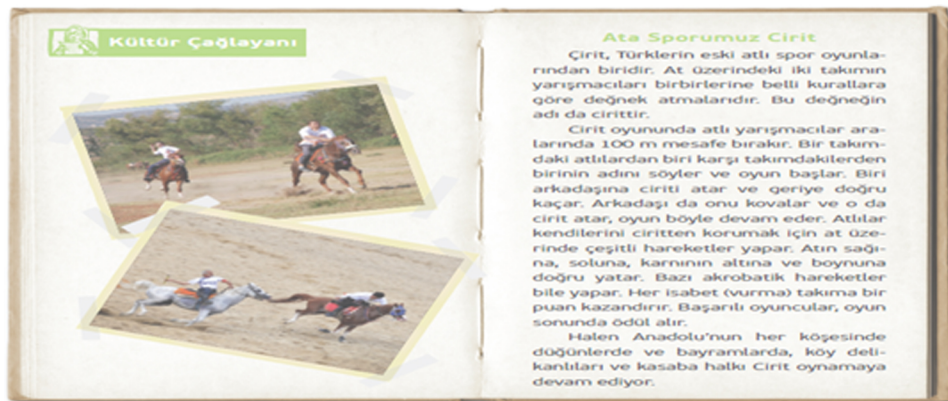 Kültür Çağlayanı
Ata Sporumuz Cirit
Çirit, Türklerin eski atlı spor oyunla-
rından biridir. At üzerindeki iki takımın
yarışmacıları birbirlerine belli kurallara
göre değnek atmalarıdır. Bu değneğin
adı da cirittir.
Cirit oyununda atlı yarışmacılar ara-
larında 100 m mesafe bırakır. Bir takım-
daki atlılardan biri karşı takımdakilerden
birinin adını söyler ve oyun başlar. Biri
arkadaşına ciriti atar ve geriye doğru
kaçar. Arkadaşı da onu kovalar ve o da
cirit atar, oyun böyle devam eder. Atlılar
kendilerini ciritten korumak için at üze-
rinde çeşitli hareketler yapar. Atın sağı-
na, soluna, karnının altına ve boynuna
doğru yatar. Bazı akrobatik hareketler
bile yapar. Her isabet (vurma) takıma bir
puan kazandırır. Başarılı oyuncular, oyun
sonunda ödül alır.
Halen Anadolu'nun her köşesinde
düğünlerde ve bayramlarda, köy deli-
kanlıları ve kasaba halkı Cirit oynamaya
devam ediyor.